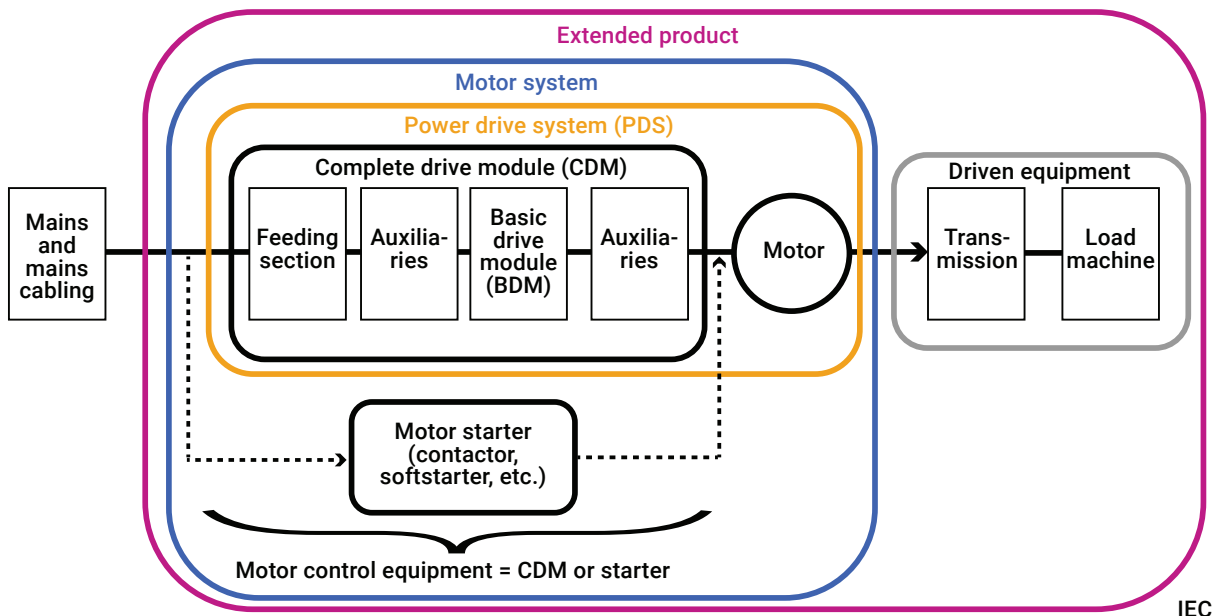 Extended product
Motor system
Power drive system (PDS)
Complete drive module (CDM)
Driven equipment
Mains
and
mains
cabling
Feeding
section
Auxilia-
ries
Basic
drive
module
(BDM)
Auxilia-
ries
Motor
Trans-
mission
Load
machine
Motor starter
(contactor,
softstarter, etc.)
Motor control equipment = CDM or starter
IEC